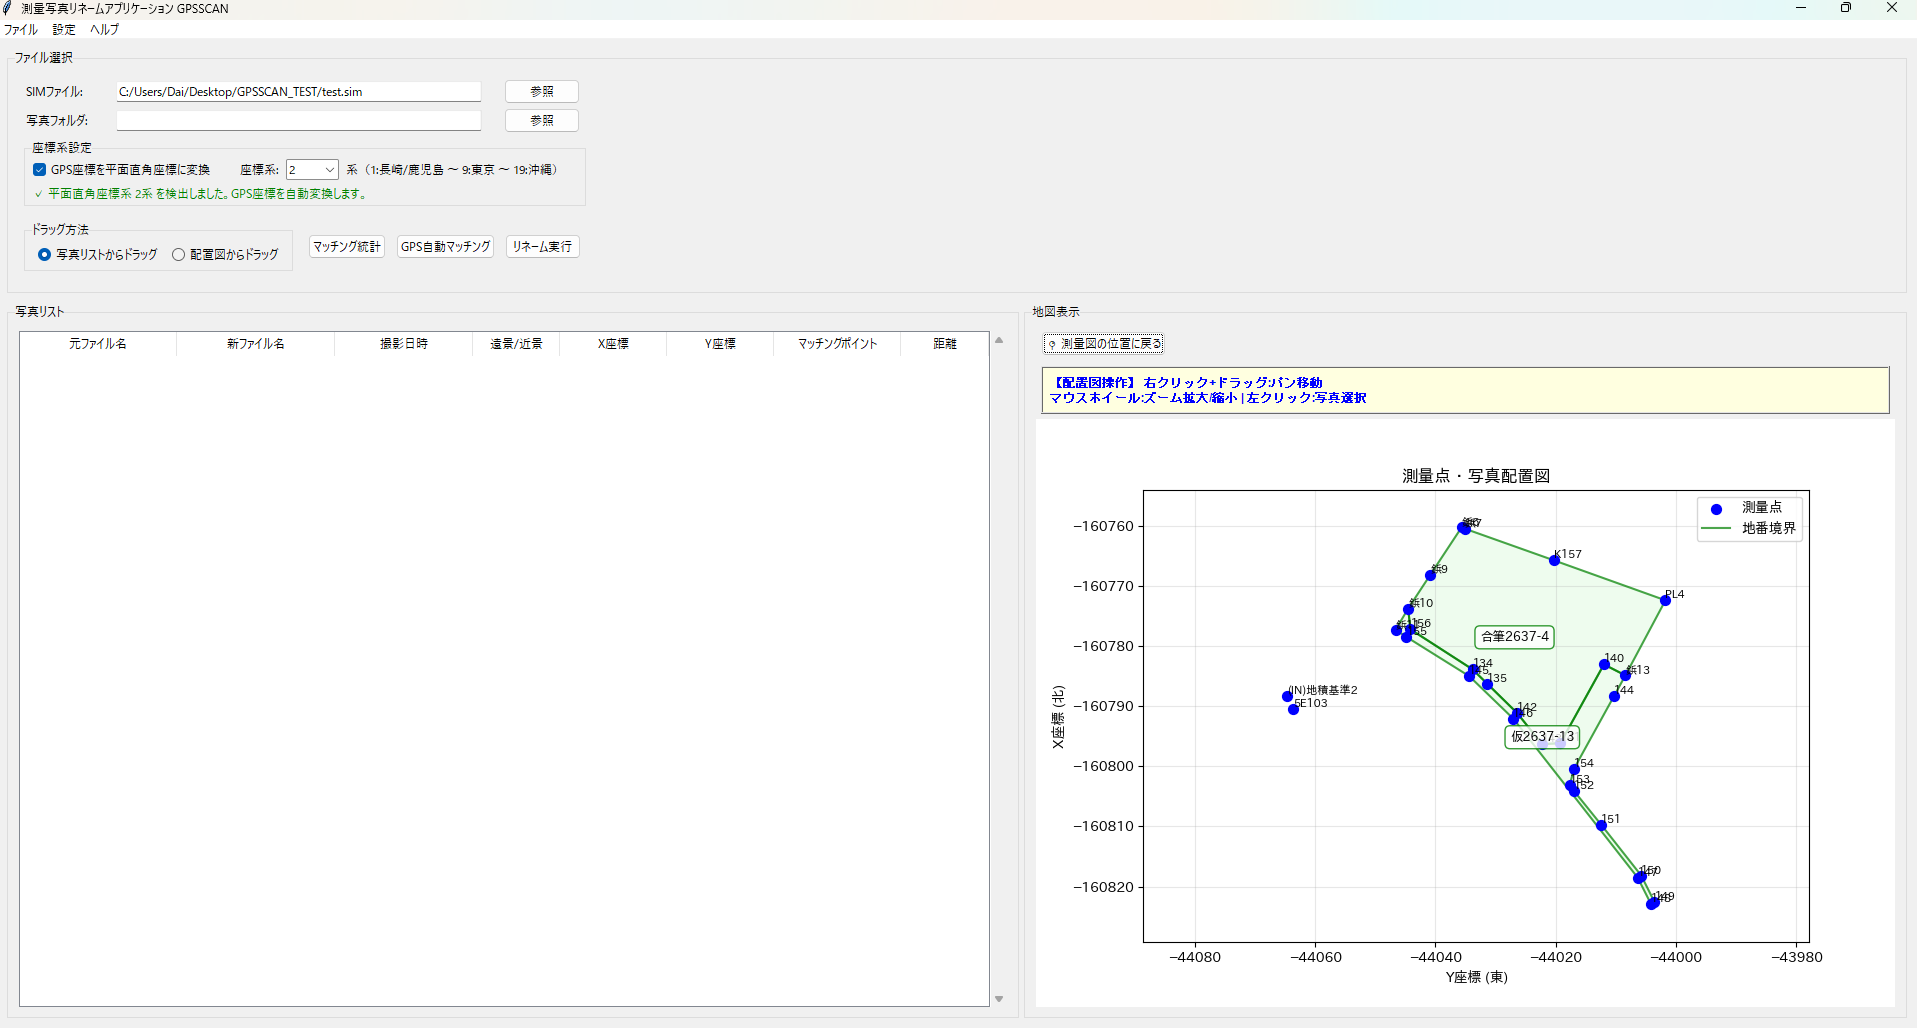 測量写真リネームアプリケーション GPSSCAN
ファイル 設定 ヘルプ
ファイル選択
SIMファイル: C:/Users/Dai/Desktop/GPSSCAN_TEST/test.sim 参照
写真フォルダ: 参照
座標系設定
GPS座標を平面直角座標に変換 座標系: 2 系（1:長崎/鹿児島 ～ 9:東京 ～ 19:沖縄）
✓ 平面直角座標系 2系 を検出しました。GPS座標を自動変換します。
ドラッグ方法
写真リストからドラッグ 配置図からドラッグ マッチング統計 GPS自動マッチング リネーム実行
写真リスト
元ファイル名 新ファイル名 撮影日時 遠景/近景 X座標 Y座標 マッチングポイント 距離
地図表示
測量図の位置に戻る
【配置図操作】 右クリック+ドラッグ:パン移動
マウスホイール:ズーム拡大/縮小 | 左クリック:写真選択
測量点・写真配置図
測量点
地番境界
X座標 (北)
−160760
−160770
−160780
−160790
−160800
−160810
−160820
K157
鋲9
PL4
鋲10
156
155
合筆2637-4
134
145
135
140
鋲13
144
(IN)地積基準2
5E103
142
146
仮2637-13
154
153
152
151
150
147
149
−44080 −44060 −44040 −44020 −44000 −43980
Y座標 (東)